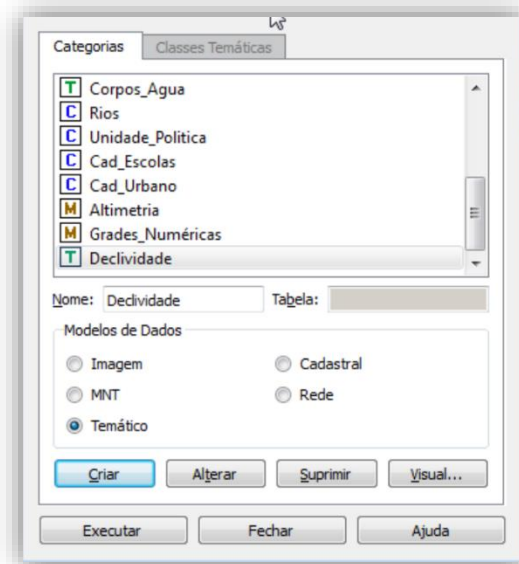 Categorias Classes Temáticas
T Corpos_Agua
C Rios
C Unidade_Politica
C Cad_Escolas
C Cad_Urbano
M Altimetria
M Grades_Numéricas
T Declividade
Nome: Declividade Tabela:
Modelos de Dados
Imagem Cadastral
MNT Rede
Temático
Criar Alterar Suprimir Visual...
Executar Fechar Ajuda